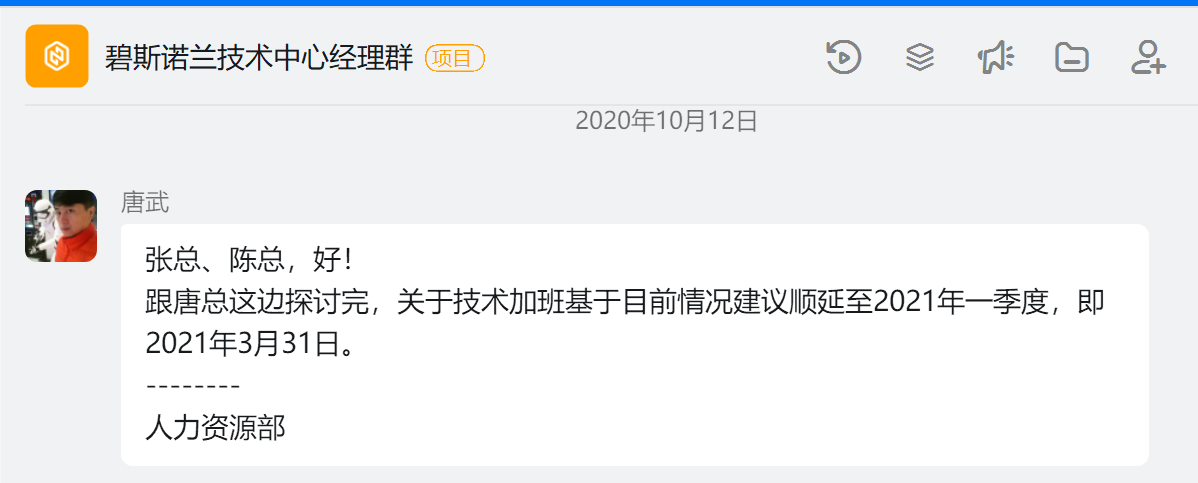 碧斯诺兰技术中心经理群 项目
2020年10月12日
唐武
张总、陈总，好！
跟唐总这边探讨完，关于技术加班基于目前情况建议顺延至2021年一季度，即
2021年3月31日。
--------
人力资源部